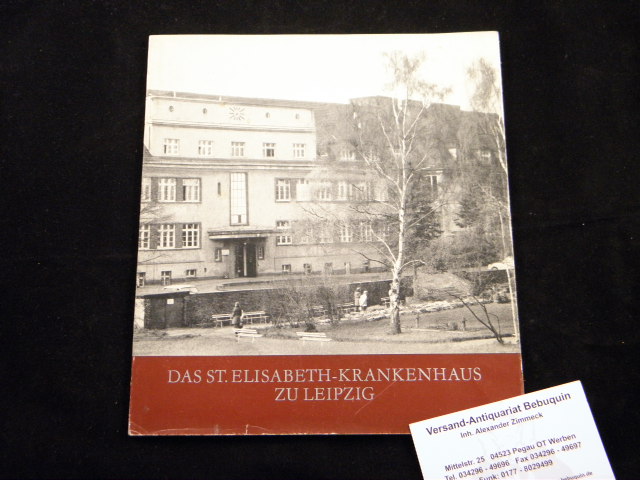 DAS ST. ELISABETH-KRANKENHAUS
ZU LEIPZIG
Versand-Antiquariat Bebuquin
Inh. Alexander Zimmeck
Mittelstr. 25 04523 Pegau OT Werben
Tel. 034296 - 49696 Fax 034296 - 49697
Funk: 0177 - 8029499